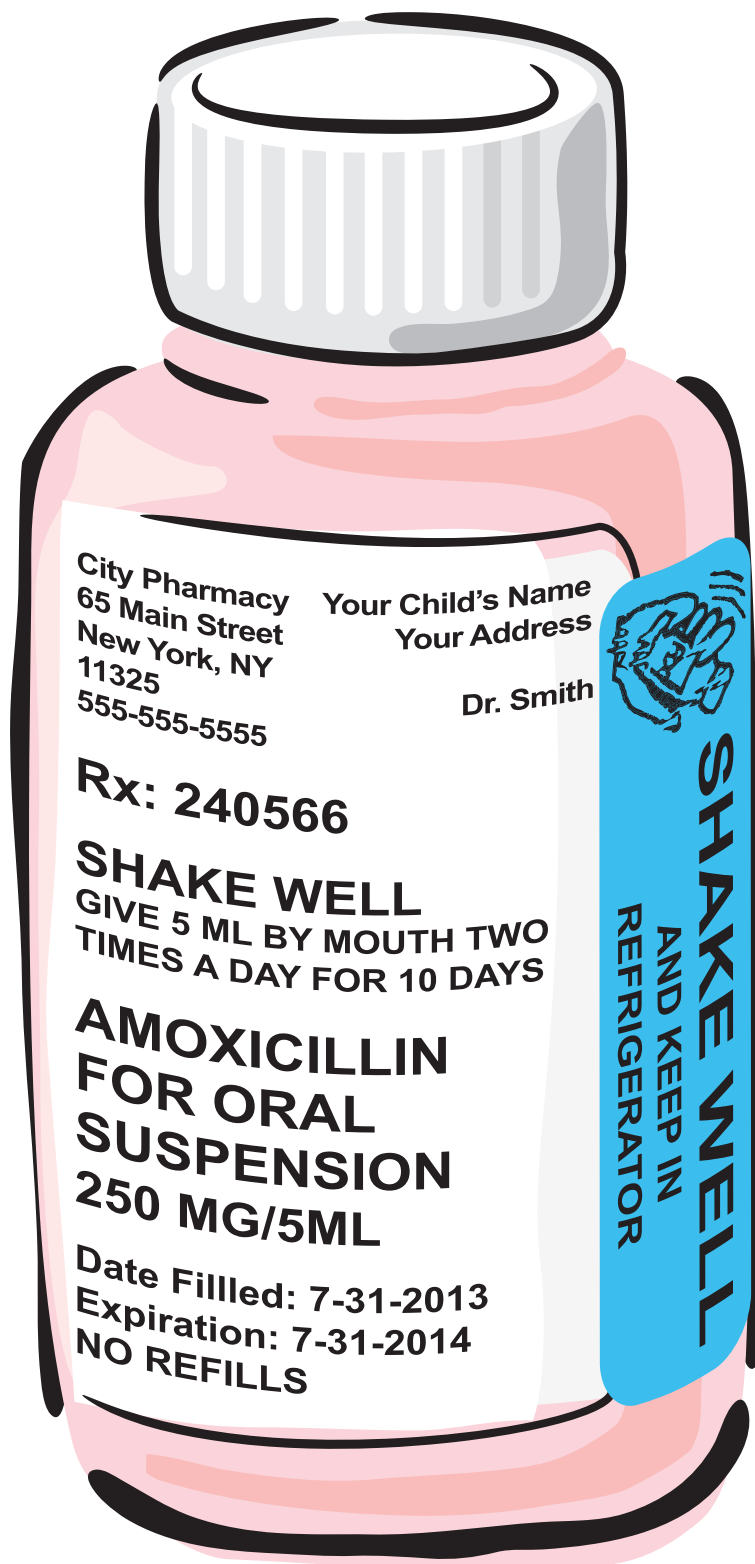 City Pharmacy
65 Main Street
New York, NY
11325
555-555-5555
Your Child's Name
Your Address
Dr. Smith
Rx: 240566
SHAKE WELL
GIVE 5 ML BY MOUTH TWO
TIMES A DAY FOR 10 DAYS
AMOXICILLIN
FOR ORAL
SUSPENSION
250 MG/5ML
Date Fillled: 7-31-2013
Expiration: 7-31-2014
NO REFILLS
SHAKE WELL
AND KEEP IN
REFRIGERATOR